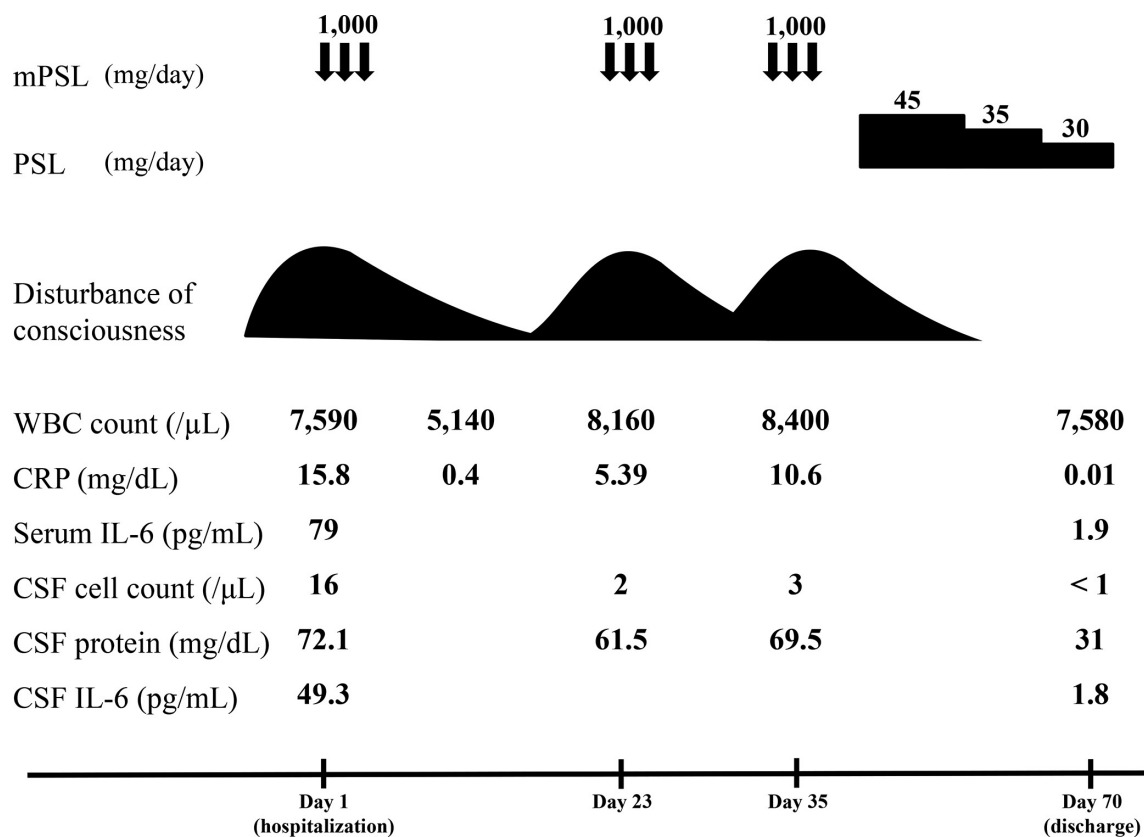 1,000 1,000 1,000
mPSL (mg/day)
45
35
30
PSL (mg/day)
Disturbance of
consciousness
WBC count (/µL) 7,590 5,140 8,160 8,400 7,580
CRP (mg/dL) 15.8 0.4 5.39 10.6 0.01
Serum IL-6 (pg/mL) 79 1.9
CSF cell count (/µL) 16 2 3 < 1
CSF protein (mg/dL) 72.1 61.5 69.5 31
CSF IL-6 (pg/mL) 49.3 1.8
Day 1 Day 23 Day 35 Day 70
(hospitalization) (discharge)